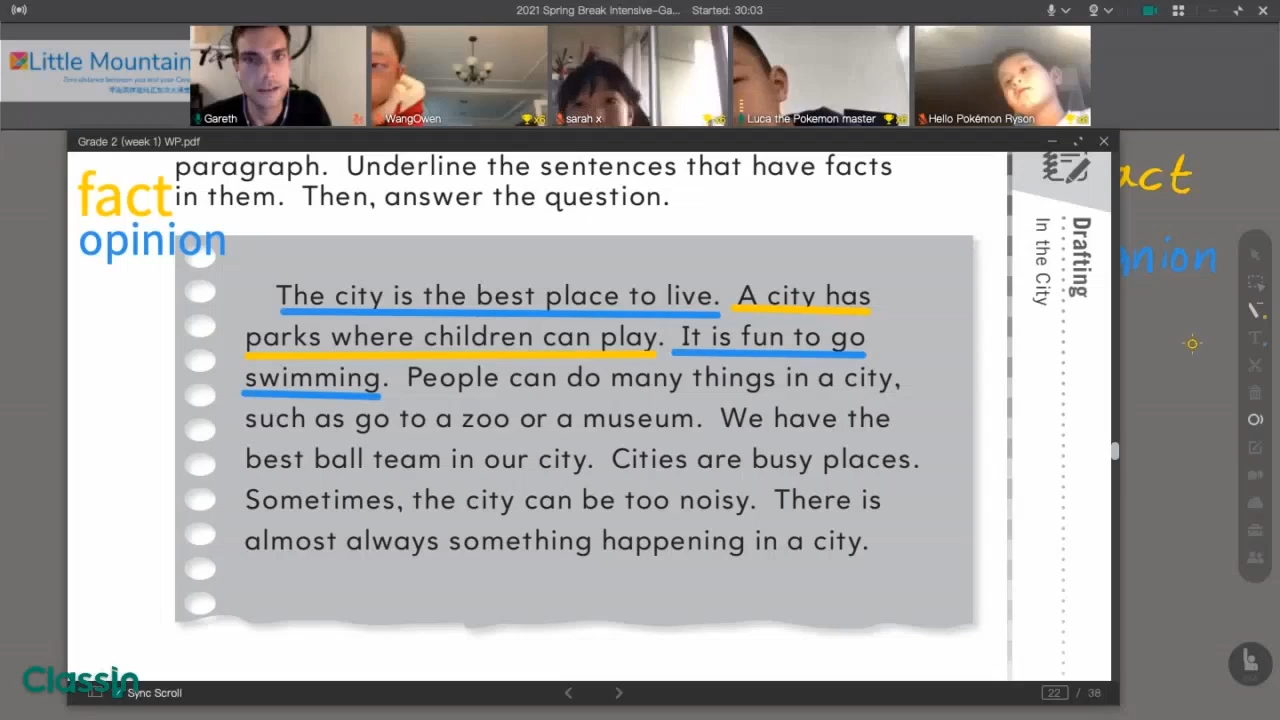 2021 Spring Break Intensive-Ga... Started: 30:03
Little Mountain
Gareth
WangOwen x6
sarah x x6
Luca the Pokemon master
Hello Pokémon Ryson
Grade 2 (week 1) WP.pdf
paragraph. Underline the sentences that have facts
in them. Then, answer the question.
fact
opinion
The city is the best place to live. A city has
parks where children can play. It is fun to go
swimming. People can do many things in a city,
such as go to a zoo or a museum. We have the
best ball team in our city. Cities are busy places.
Sometimes, the city can be too noisy. There is
almost always something happening in a city.
Drafting
In the City
act
nion
ClassIn
Sync Scroll
22 / 38